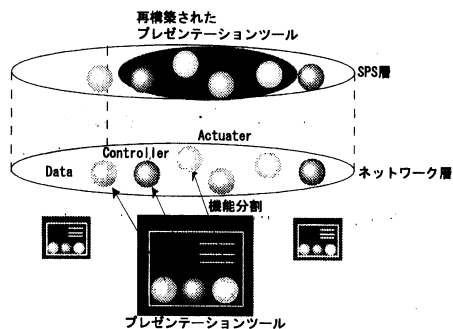 再構築された
プレゼンテーションツール
SPS層
Actuater
Controller
Data
ネットワーク層
機能分割
プレゼンテーションツール